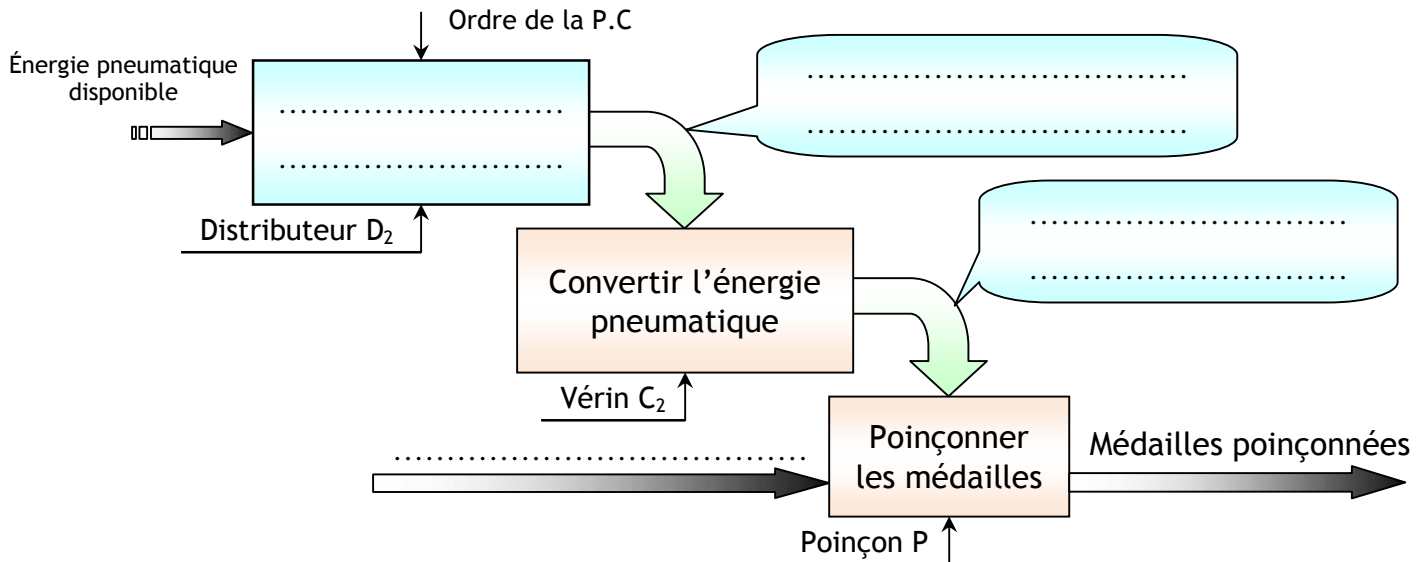 Ordre de la P.C
Énergie pneumatique
disponible
................................
................................
...........................................
...........................................
Distributeur D₂
....................................
....................................
Convertir l’énergie
pneumatique
Vérin C₂
Poinçonner
les médailles
...............................................
Médailles poinçonnées
Poinçon P